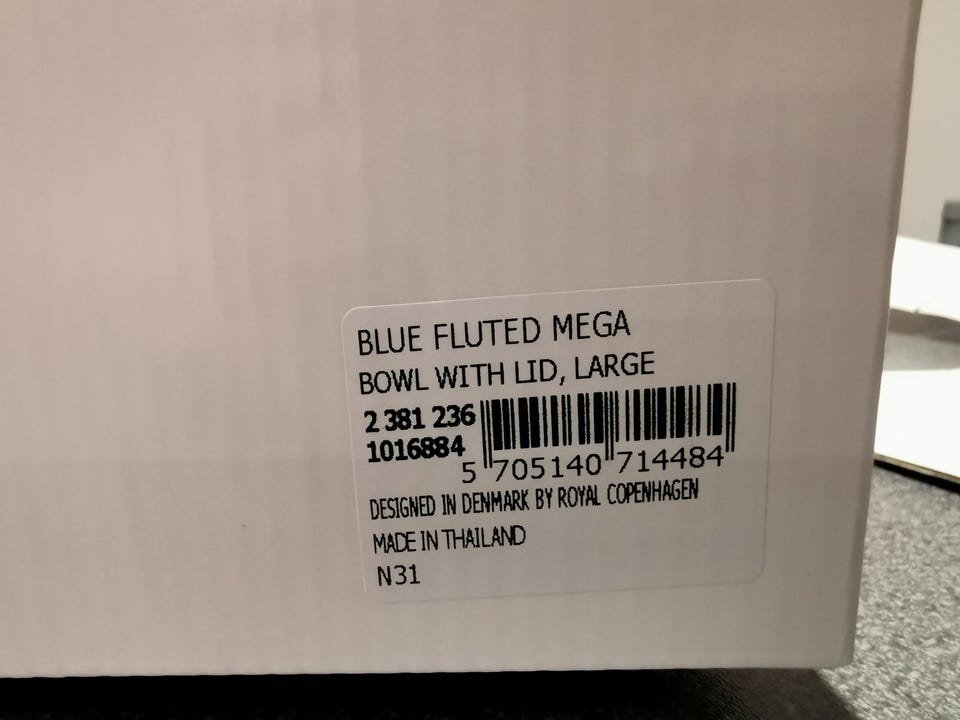 BLUE FLUTED MEGA
BOWL WITH LID, LARGE
2 381 236
1016884
5 705140 714484
DESIGNED IN DENMARK BY ROYAL COPENHAGEN
MADE IN THAILAND
N31